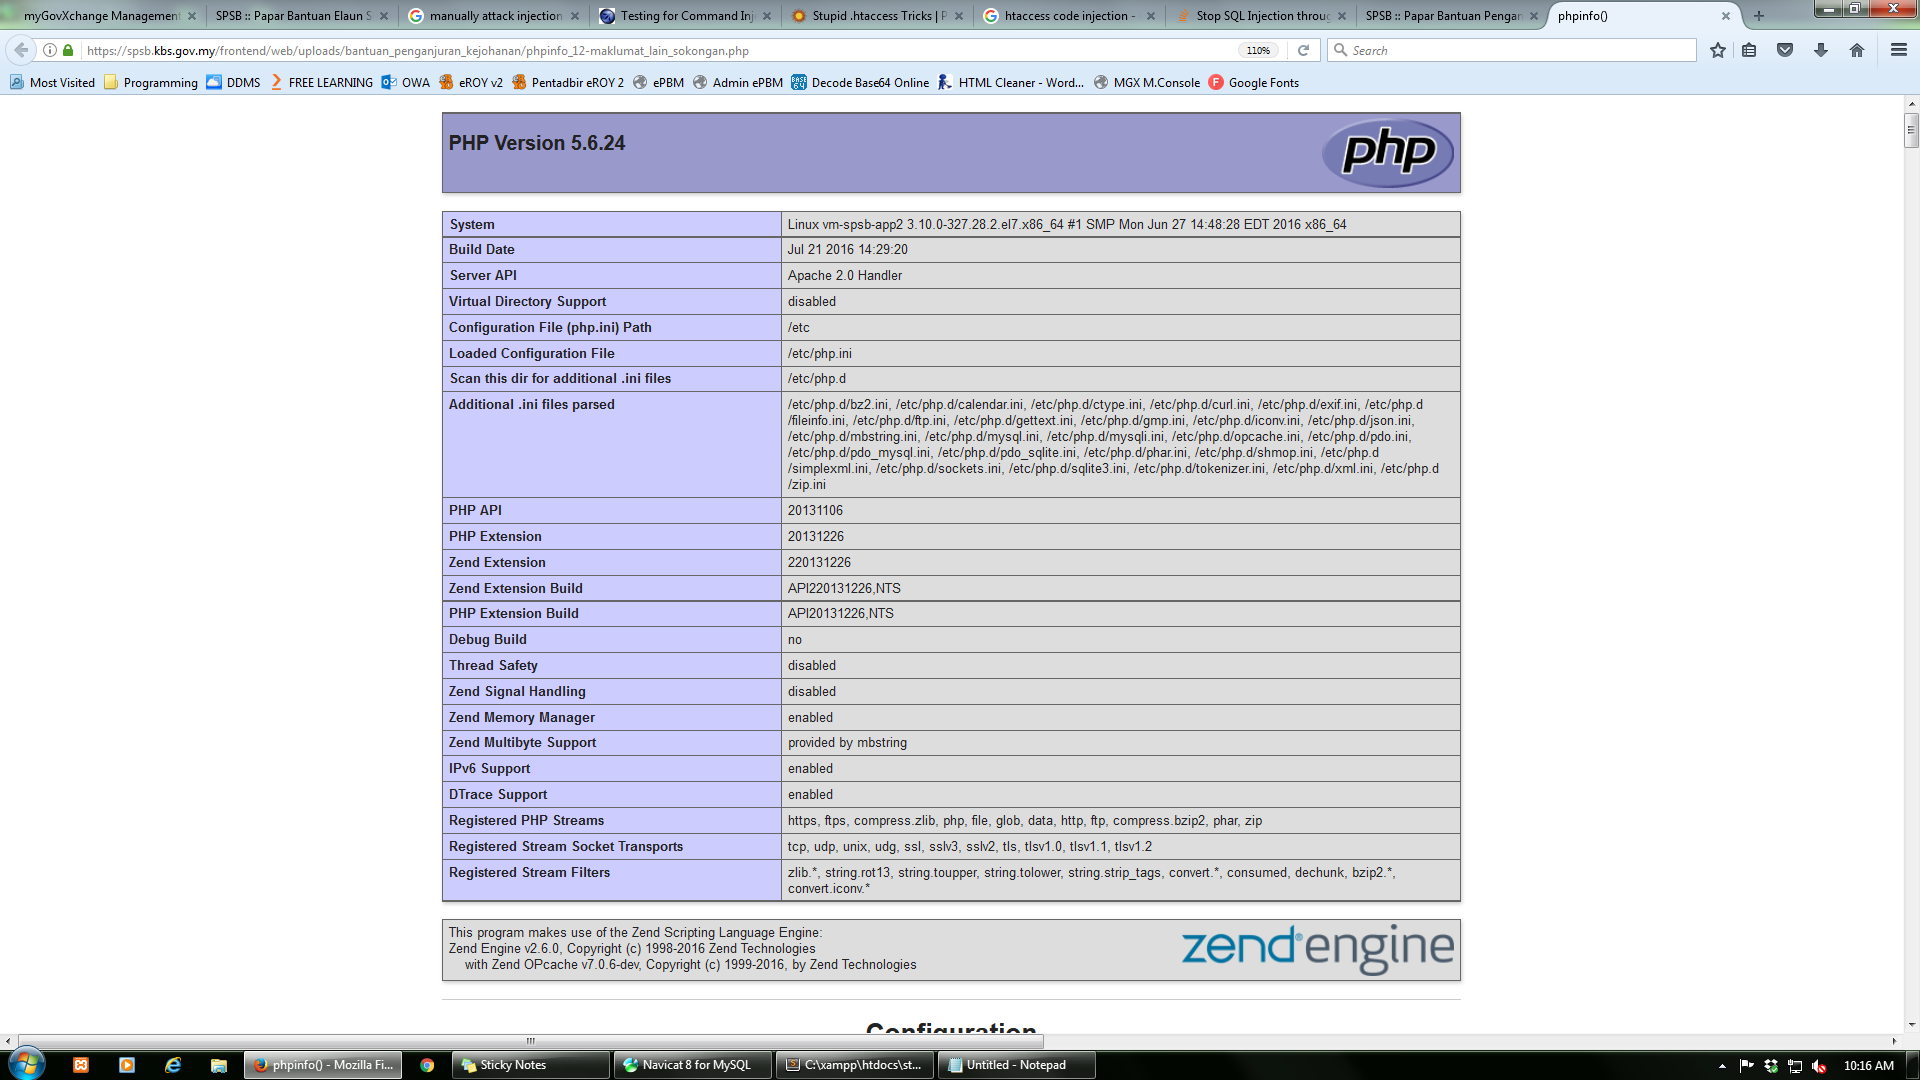 myGovXchange Management
SPSB :: Papar Bantuan Elaun S
manually attack injection
Testing for Command Inj
Stupid .htaccess Tricks | P
htaccess code injection -
Stop SQL Injection throug
SPSB :: Papar Bantuan Pengan
phpinfo()
https://spsb.kbs.gov.my/frontend/web/uploads/bantuan_penganjuran_kejohanan/phpinfo_12-maklumat_lain_sokongan.php
110%
Search
Most Visited
Programming
DDMS
FREE LEARNING
OWA
eROY v2
Pentadbir eROY 2
ePBM
Admin ePBM
BASE 64
Decode Base64 Online
HTML Cleaner - Word...
MGX M.Console
F
Google Fonts
PHP Version 5.6.24
php
System
Linux vm-spsb-app2 3.10.0-327.28.2.el7.x86_64 #1 SMP Mon Jun 27 14:48:28 EDT 2016 x86_64
Build Date
Jul 21 2016 14:29:20
Server API
Apache 2.0 Handler
Virtual Directory Support
disabled
Configuration File (php.ini) Path
/etc
Loaded Configuration File
/etc/php.ini
Scan this dir for additional .ini files
/etc/php.d
Additional .ini files parsed
/etc/php.d/bz2.ini, /etc/php.d/calendar.ini, /etc/php.d/ctype.ini, /etc/php.d/curl.ini, /etc/php.d/exif.ini, /etc/php.d
/fileinfo.ini, /etc/php.d/ftp.ini, /etc/php.d/gettext.ini, /etc/php.d/gmp.ini, /etc/php.d/iconv.ini, /etc/php.d/json.ini,
/etc/php.d/mbstring.ini, /etc/php.d/mysql.ini, /etc/php.d/mysqli.ini, /etc/php.d/opcache.ini, /etc/php.d/pdo.ini,
/etc/php.d/pdo_mysql.ini, /etc/php.d/pdo_sqlite.ini, /etc/php.d/phar.ini, /etc/php.d/shmop.ini, /etc/php.d
/simplexml.ini, /etc/php.d/sockets.ini, /etc/php.d/sqlite3.ini, /etc/php.d/tokenizer.ini, /etc/php.d/xml.ini, /etc/php.d
/zip.ini
PHP API
20131106
PHP Extension
20131226
Zend Extension
220131226
Zend Extension Build
API220131226,NTS
PHP Extension Build
API20131226,NTS
Debug Build
no
Thread Safety
disabled
Zend Signal Handling
disabled
Zend Memory Manager
enabled
Zend Multibyte Support
provided by mbstring
IPv6 Support
enabled
DTrace Support
enabled
Registered PHP Streams
https, ftps, compress.zlib, php, file, glob, data, http, ftp, compress.bzip2, phar, zip
Registered Stream Socket Transports
tcp, udp, unix, udg, ssl, sslv3, sslv2, tls, tlsv1.0, tlsv1.1, tlsv1.2
Registered Stream Filters
zlib.*, string.rot13, string.toupper, string.tolower, string.strip_tags, convert.*, consumed, dechunk, bzip2.*,
convert.iconv.*
This program makes use of the Zend Scripting Language Engine:
Zend Engine v2.6.0, Copyright (c) 1998-2016 Zend Technologies
with Zend OPcache v7.0.6-dev, Copyright (c) 1999-2016, by Zend Technologies
zend®engine
Configuration
phpinfo() - Mozilla Fi...
Sticky Notes
Navicat 8 for MySQL
C:\xampp\htdocs\st...
Untitled - Notepad
10:16 AM